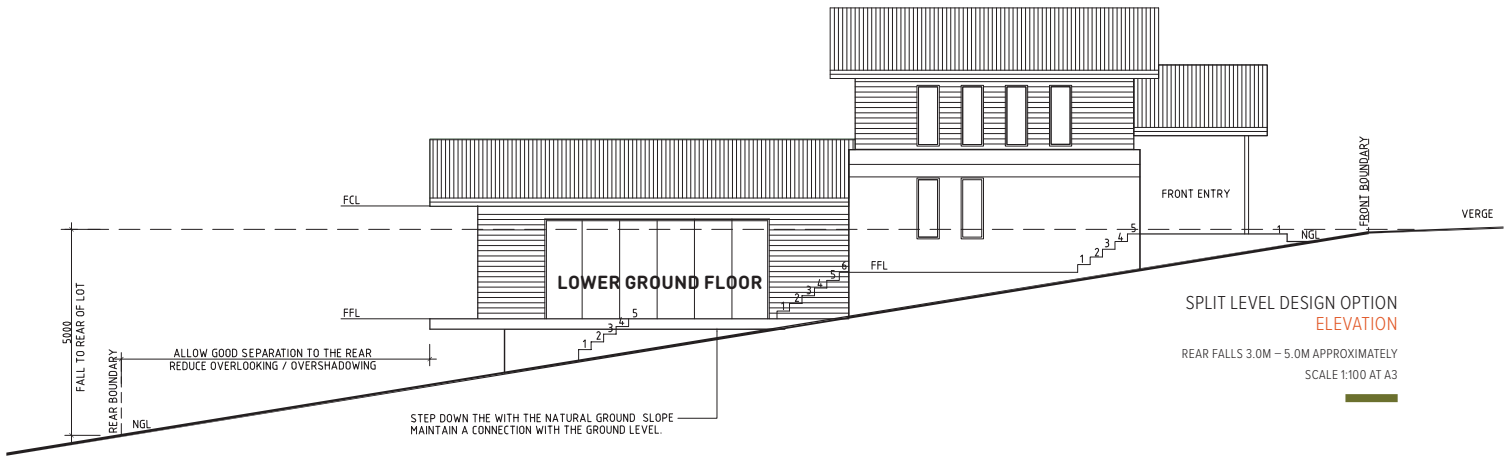 FCL
FRONT ENTRY
FRONT BOUNDARY
VERGE
1 NGL
1 2 3 4 5
FFL
1 2 3 4 5 6
LOWER GROUND FLOOR
FFL
1 2 3 4 5
5000
FALL TO REAR OF LOT
REAR BOUNDARY
ALLOW GOOD SEPARATION TO THE REAR
REDUCE OVERLOOKING / OVERSHADOWING
NGL
STEP DOWN THE WITH THE NATURAL GROUND SLOPE
MAINTAIN A CONNECTION WITH THE GROUND LEVEL.
SPLIT LEVEL DESIGN OPTION
ELEVATION
REAR FALLS 3.0M – 5.0M APPROXIMATELY
SCALE 1:100 AT A3